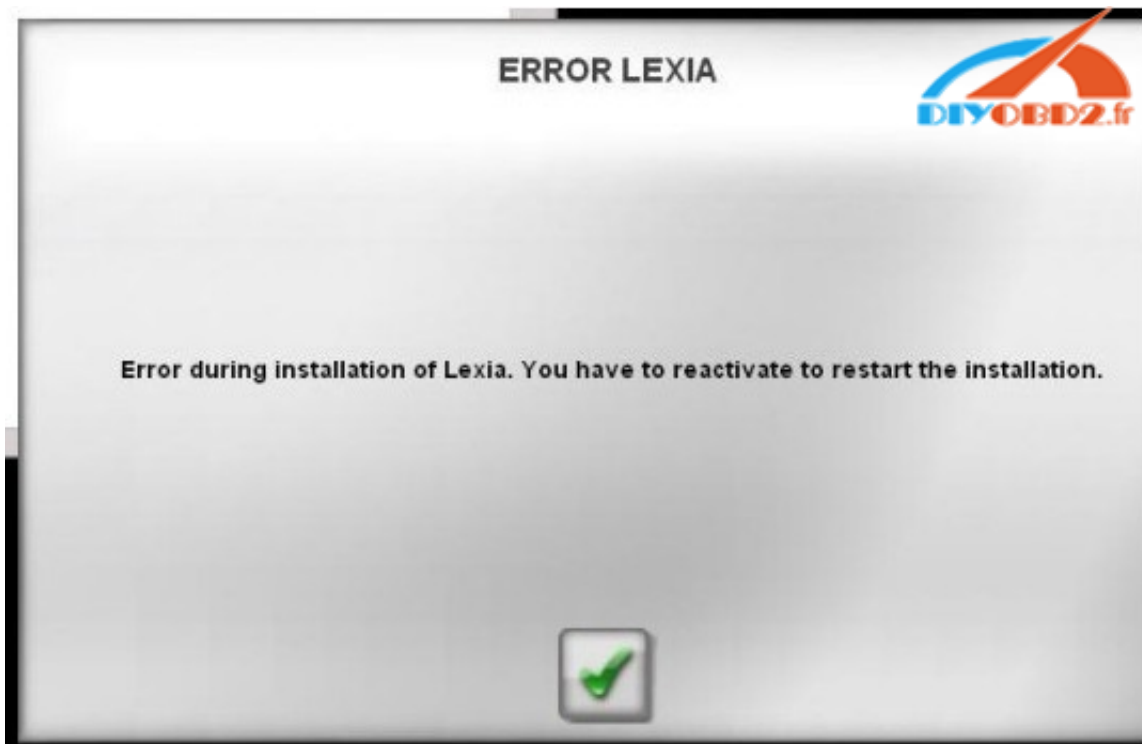 ERROR LEXIA
DIYOBD2.fr
Error during installation of Lexia. You have to reactivate to restart the installation.